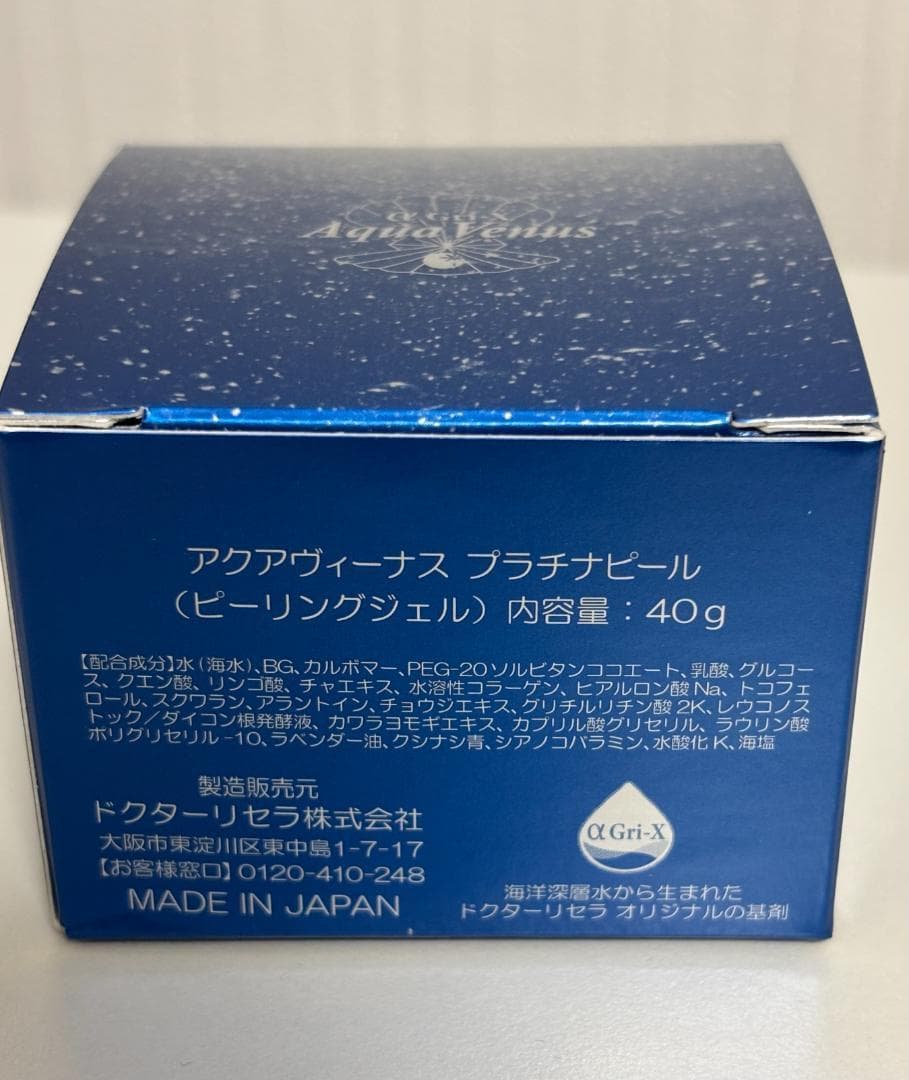 α Gri-X
Aqua Venus
アクアヴィーナス プラチナピール
（ピーリングジェル）内容量：40g
【配合成分】水（海水）、BG、カルボマー、PEG-20ソルビタンココエート、乳酸、グルコー
ス、クエン酸、リンゴ酸、チャエキス、水溶性コラーゲン、ヒアルロン酸Na、トコフェ
ロール、スクワラン、アラントイン、チョウジエキス、グリチルリチン酸2K、レウコノス
トック／ダイコン根発酵液、カワラヨモギエキス、カプリル酸グリセリル、ラウリン酸
ポリグリセリル-10、ラベンダー油、クシナシ青、シアノコバラミン、水酸化K、海塩
製造販売元
ドクターリセラ株式会社
大阪市東淀川区東中島1-7-17
【お客様窓口】0120-410-248
MADE IN JAPAN
α Gri-X
海洋深層水から生まれた
ドクターリセラ オリジナルの基剤